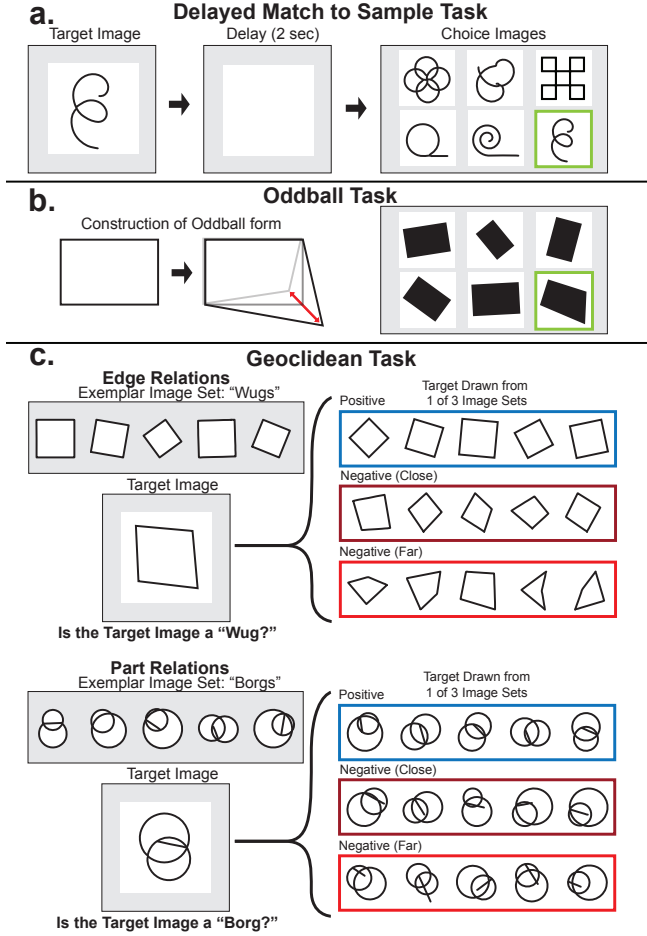 a.
Delayed Match to Sample Task
Target Image
Delay (2 sec)
Choice Images
b.
Oddball Task
Construction of Oddball form
c.
Geoclidean Task
Edge Relations
Exemplar Image Set: “Wugs”
Target Image
Is the Target Image a “Wug?”
Target Drawn from
1 of 3 Image Sets
Positive
Negative (Close)
Negative (Far)
Part Relations
Exemplar Image Set: “Borgs”
Target Image
Is the Target Image a “Borg?”
Target Drawn from
1 of 3 Image Sets
Positive
Negative (Close)
Negative (Far)